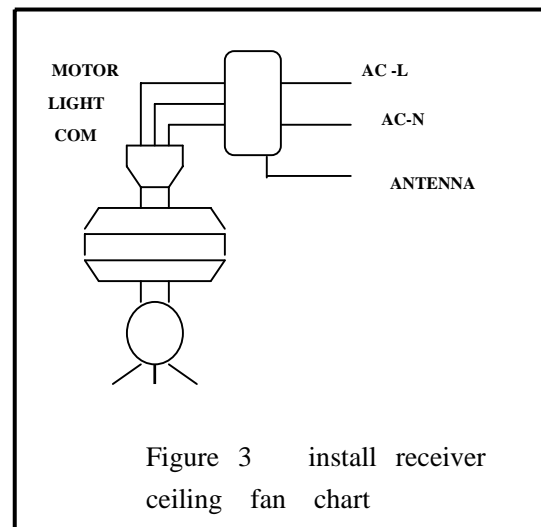 MOTOR
AC -L
LIGHT
AC-N
COM
ANTENNA
Figure 3 install receiver
ceiling fan chart